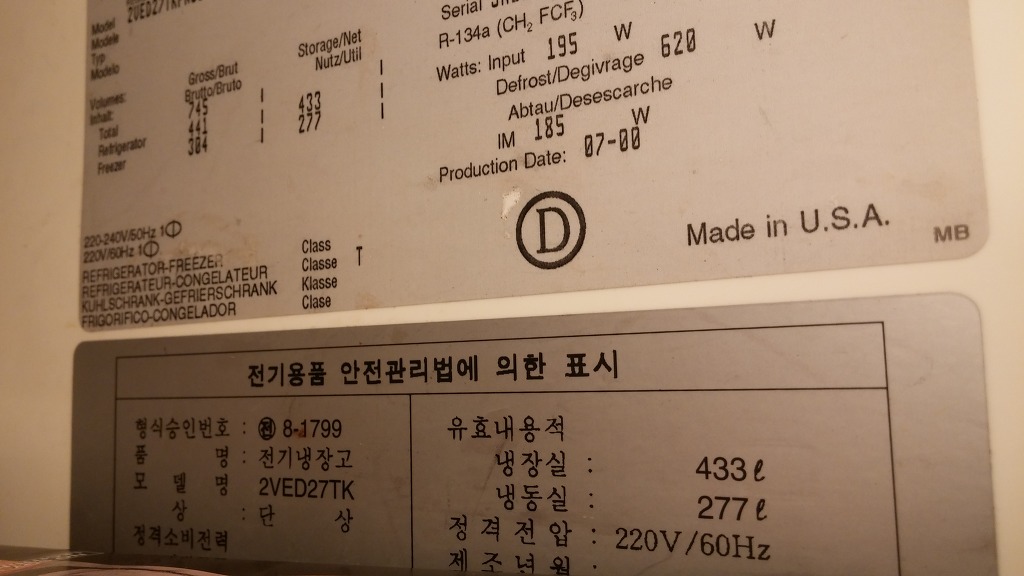 Model
Modele
Typ
Modelo
Gross/Brut
Brutto/Bruto
Storage/Net
Nutz/Util
Volumes:
Inhalt:
Total 745
Refrigerator 441 433
Freezer 304 277
Serial
R-134a (CH₂ FCF₃)
Watts: Input 195 W
Defrost/Degivrage 620 W
Abtau/Desescarche
IM 185 W
Production Date: 07-00
D
Made in U.S.A.
MB
220-240V/50Hz 1
220V/60Hz 1
REFRIGERATOR-FREEZER
REFRIGERATEUR-CONGELATEUR
KUHLSCHRANK-GEFRIERSCHRANK
FRIGORIFICO-CONGELADOR
Class
Classe T
Klasse
Clase
전기용품 안전관리법에 의한 표시
형식승인번호 : 전 8-1799
품 명 : 전기냉장고
모 델 명 2VED27TK
상 : 단 상
정격소비전력
유효내용적
냉장실 : 433ℓ
냉동실 : 277ℓ
정격전압 : 220V/60Hz
제조년월 :